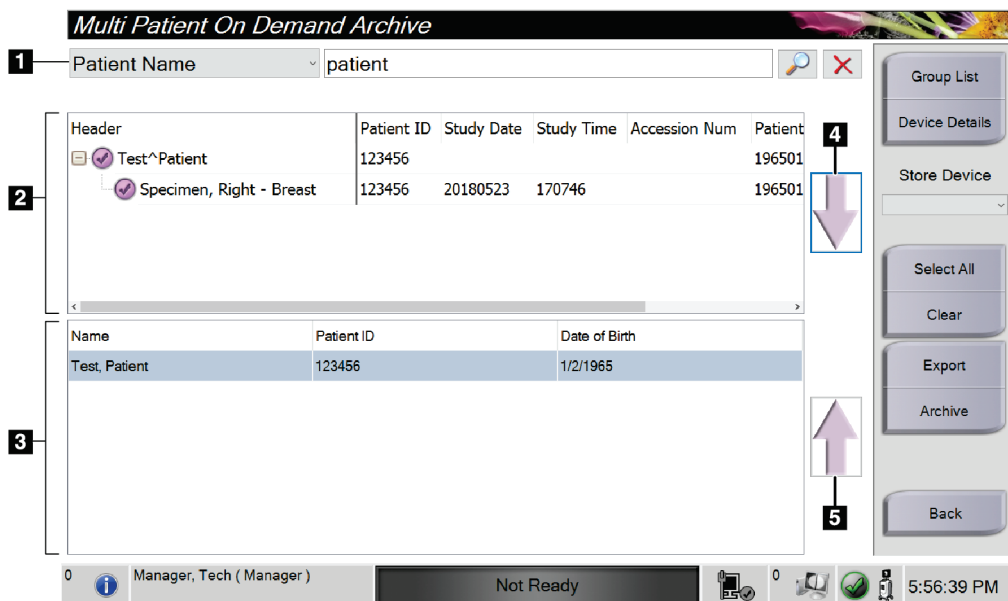 Multi Patient On Demand Archive
1
Patient Name
patient
Group List
Device Details
Store Device
2
Header Patient ID Study Date Study Time Accession Num Patient
Test^Patient 123456 196501
Specimen, Right - Breast 123456 20180523 170746 196501
4
Select All
Clear
Export
Archive
3
Name Patient ID Date of Birth
Test, Patient 123456 1/2/1965
5
Back
0
Manager, Tech ( Manager )
Not Ready
0
5:56:39 PM